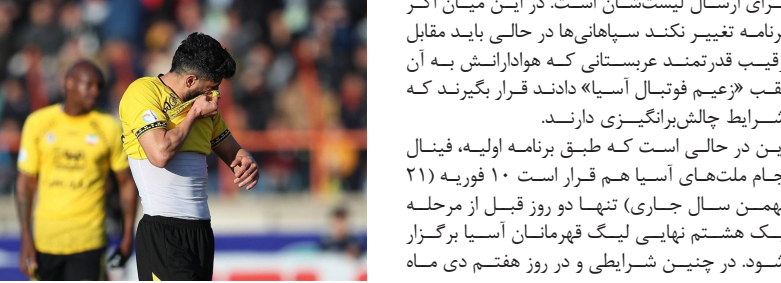 برای ارسال لیست‌شان است. در این میان اگر
برنامه تغییر نکند سپاهانی‌ها در حالی باید مقابل
رقیب قدرتمند عربستانی که هوادارانش به آن
لقب «زعیم فوتبال آسیا» دادند قرار بگیرند که
شرایط چالش‌برانگیزی دارند.
این در حالی است که طبق برنامه اولیه، فینال
جام ملت‌های آسیا هم قرار است ۱۰ فوریه (۲۱
بهمن سال جاری) تنها دو روز قبل از مرحله
یک هشتم نهایی لیگ قهرمانان آسیا برگزار
شود. در چنین شرایطی و در روز هفتم دی ماه